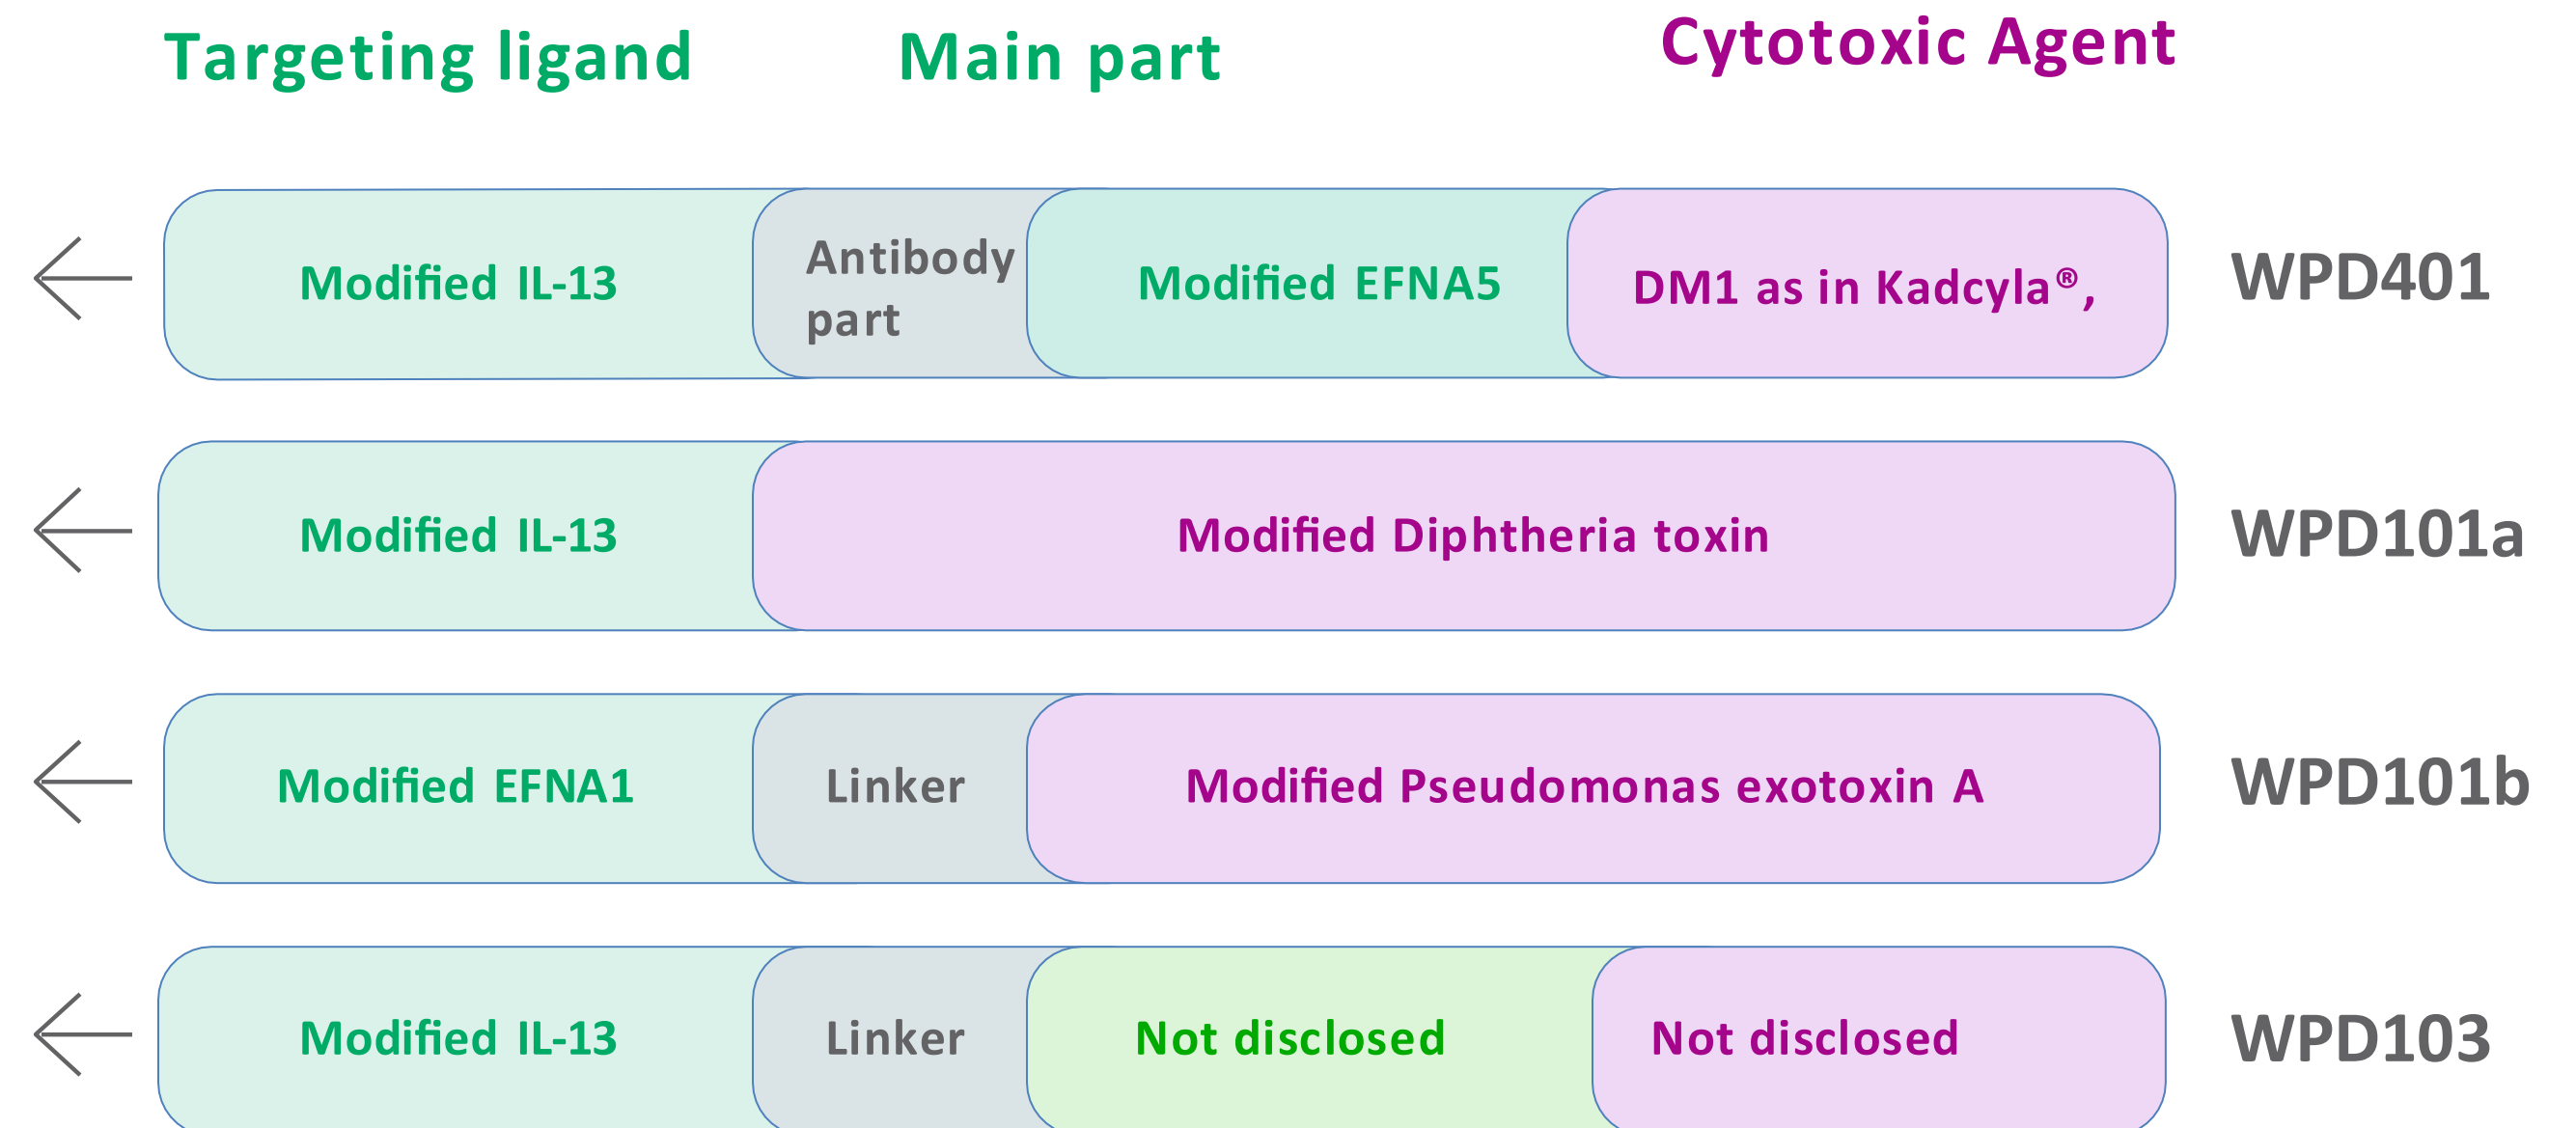 Targeting ligand
Main part
Cytotoxic Agent
Modified IL-13
Antibody
part
Modified EFNA5
DM1 as in Kadcyla®,
WPD401
Modified IL-13
Modified Diphtheria toxin
WPD101a
Modified EFNA1
Linker
Modified Pseudomonas exotoxin A
WPD101b
Modified IL-13
Linker
Not disclosed
Not disclosed
WPD103